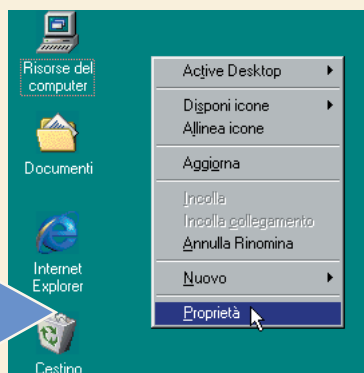 Risorse del
computer
Documenti
Internet
Explorer
Cestino
Active Desktop
Disponi icone
Allinea icone
Aggiorna
Incolla
Incolla collegamento
Annulla Rinomina
Nuovo
Proprietà